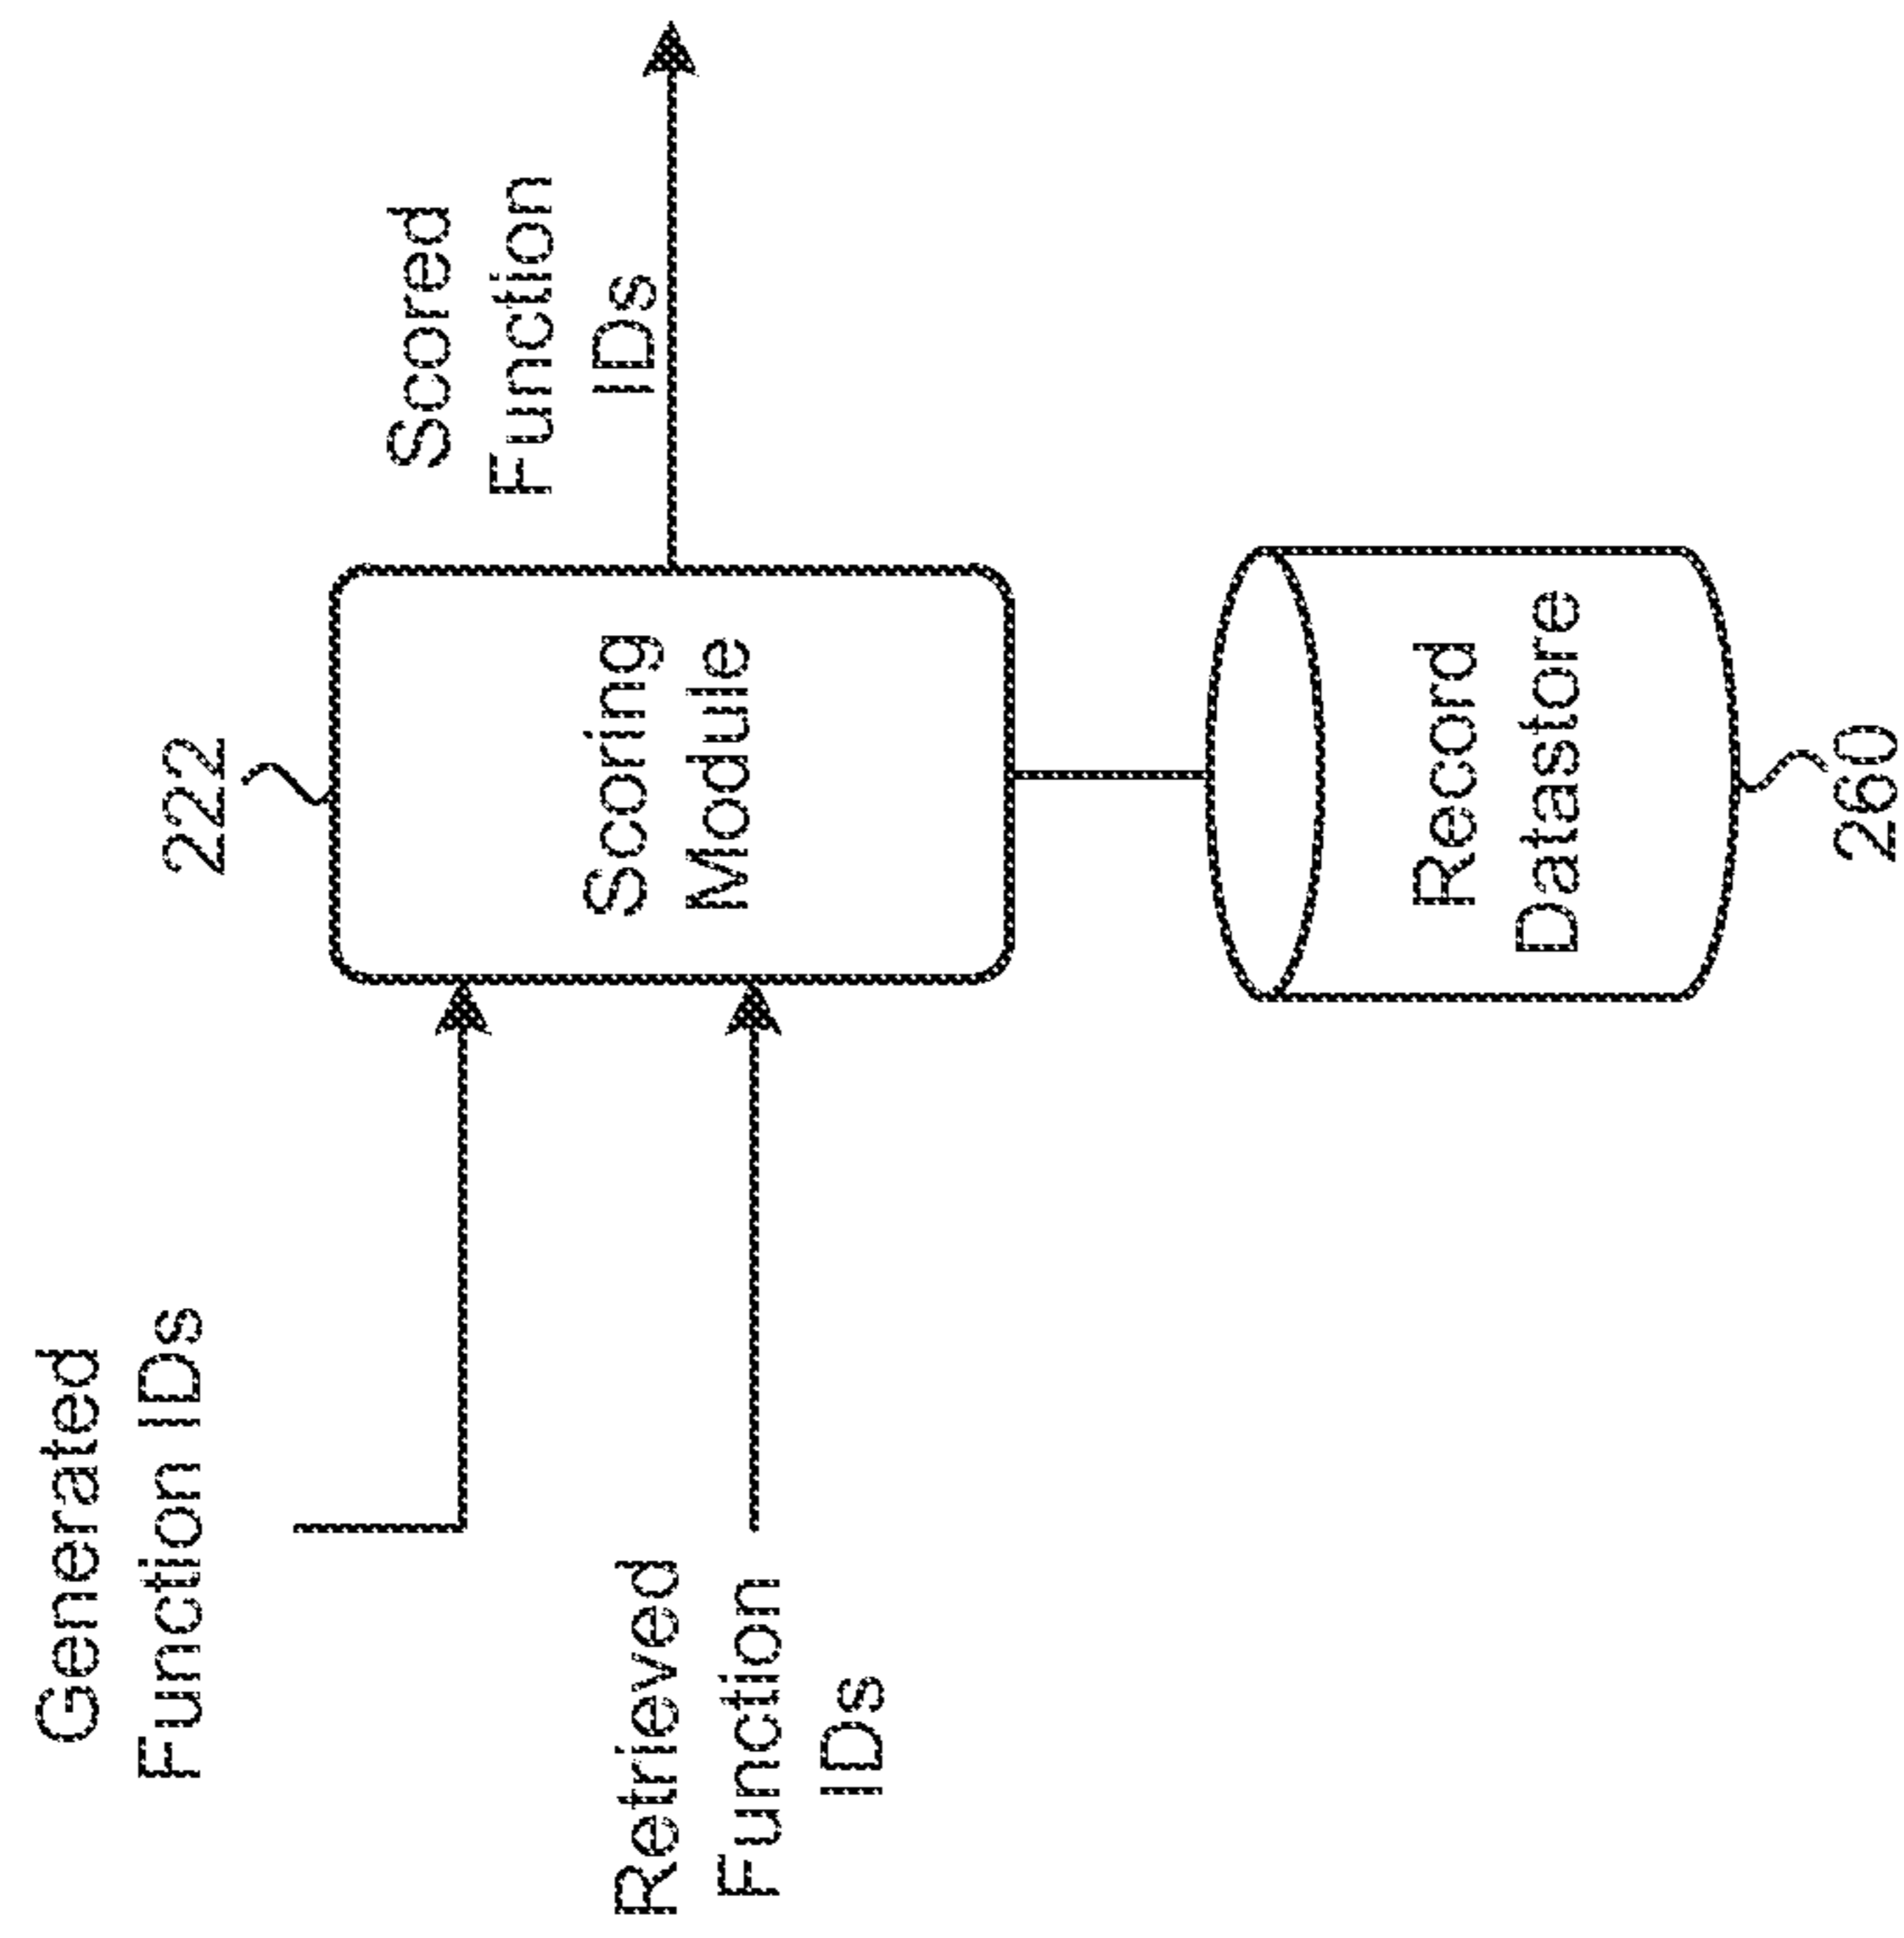 Generated
Function IDs
Retrieved
Function
IDs
222
Scoring
Module
Scored
Function
IDs
Record
Datastore
260